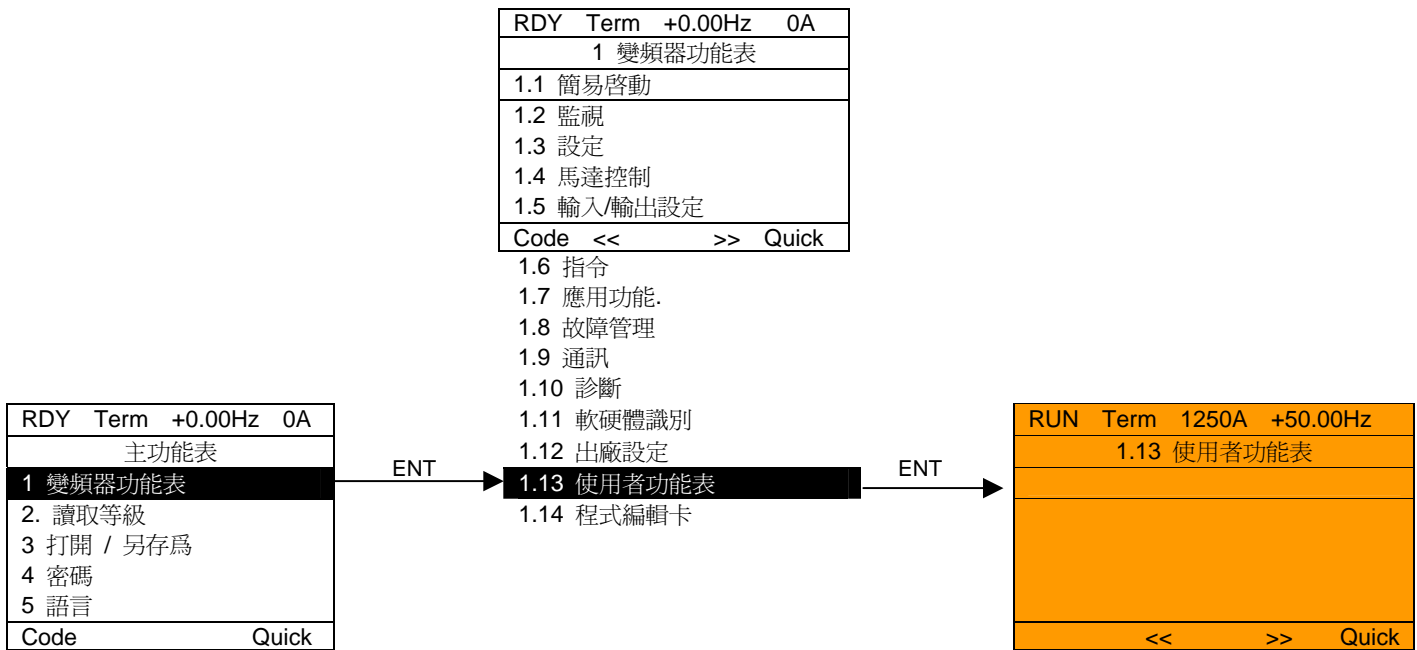 RDY Term +0.00Hz 0A
1 變頻器功能表
1.1 簡易啓動
1.2 監視
1.3 設定
1.4 馬達控制
1.5 輸入/輸出設定
Code << >> Quick
1.6 指令
1.7 應用功能.
1.8 故障管理
1.9 通訊
1.10 診斷
1.11 軟硬體識別
1.12 出廠設定
1.13 使用者功能表
1.14 程式編輯卡
RDY Term +0.00Hz 0A
主功能表
1 變頻器功能表
2. 讀取等級
3 打開 / 另存爲
4 密碼
5 語言
Code Quick
ENT
ENT
RUN Term 1250A +50.00Hz
1.13 使用者功能表
<< >> Quick